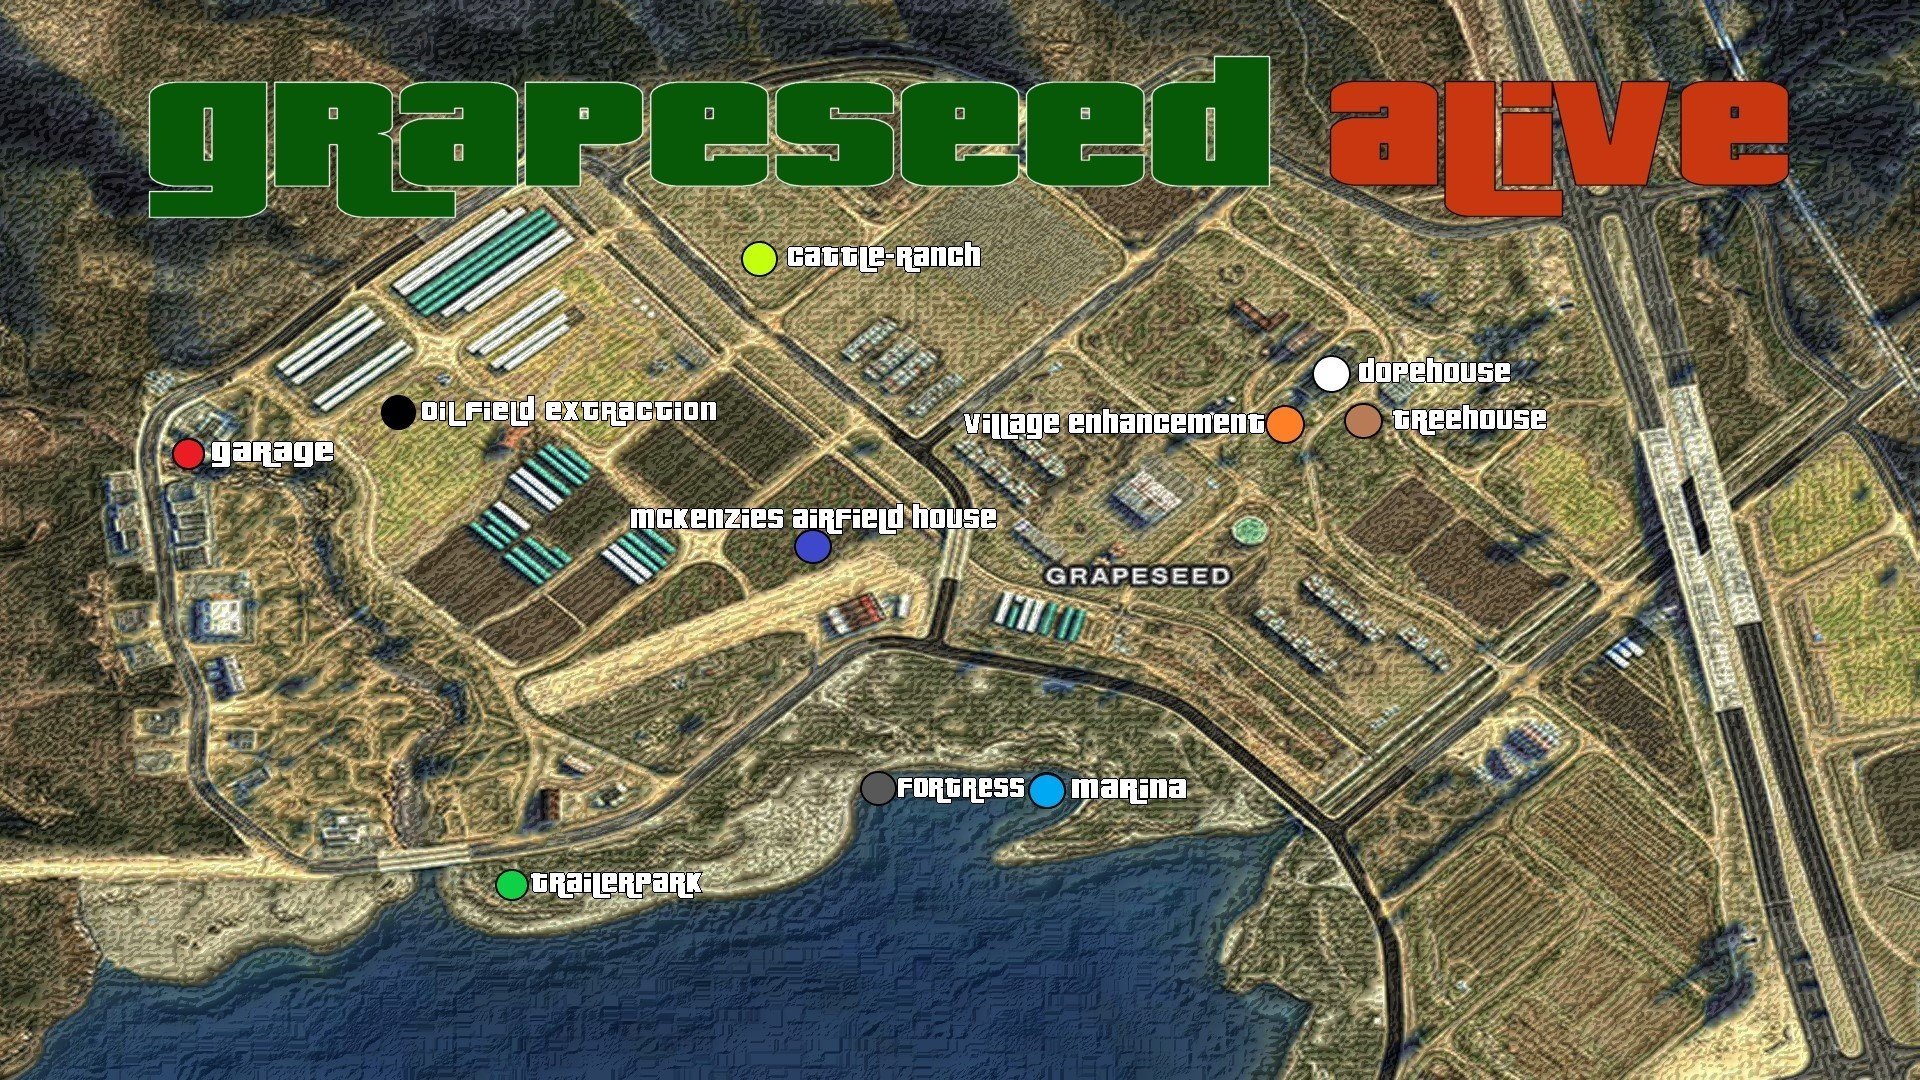 GRAPESEED ALIVE
CATTLE-RANCH
DOPEHOUSE
OILFIELD EXTRACTION
VILLAGE ENHANCEMENT
TREEHOUSE
GARAGE
MCKENZIES AIRFIELD HOUSE
GRAPESEED
FORTRESS
MARINA
TRAILERPARK